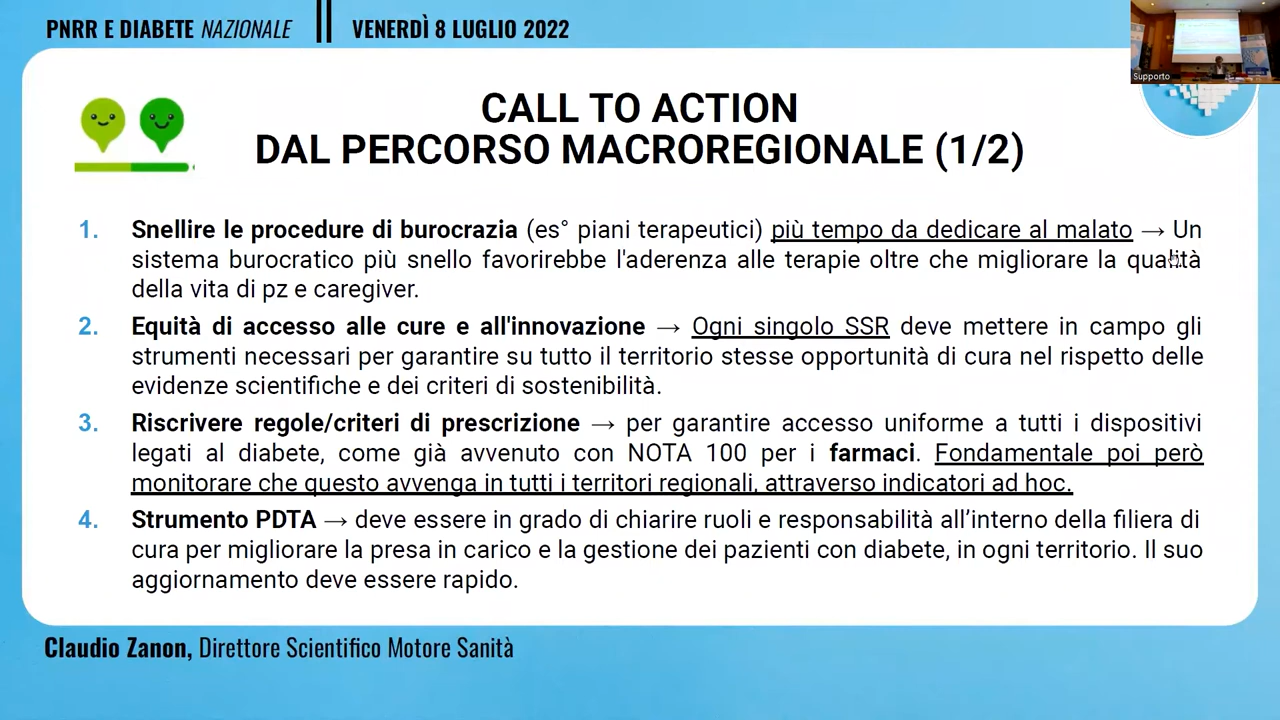 PNRR E DIABETE NAZIONALE || VENERDÌ 8 LUGLIO 2022
Supporto
CALL TO ACTION
DAL PERCORSO MACROREGIONALE (1/2)
1. Snellire le procedure di burocrazia (es° piani terapeutici) più tempo da dedicare al malato → Un
sistema burocratico più snello favorirebbe l'aderenza alle terapie oltre che migliorare la qualità
della vita di pz e caregiver.
2. Equità di accesso alle cure e all'innovazione → Ogni singolo SSR deve mettere in campo gli
strumenti necessari per garantire su tutto il territorio stesse opportunità di cura nel rispetto delle
evidenze scientifiche e dei criteri di sostenibilità.
3. Riscrivere regole/criteri di prescrizione → per garantire accesso uniforme a tutti i dispositivi
legati al diabete, come già avvenuto con NOTA 100 per i farmaci. Fondamentale poi però
monitorare che questo avvenga in tutti i territori regionali, attraverso indicatori ad hoc.
4. Strumento PDTA → deve essere in grado di chiarire ruoli e responsabilità all’interno della filiera di
cura per migliorare la presa in carico e la gestione dei pazienti con diabete, in ogni territorio. Il suo
aggiornamento deve essere rapido.
Claudio Zanon, Direttore Scientifico Motore Sanità